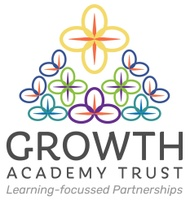 GROWTH
ACADEMY TRUST
Learning-focussed Partnerships